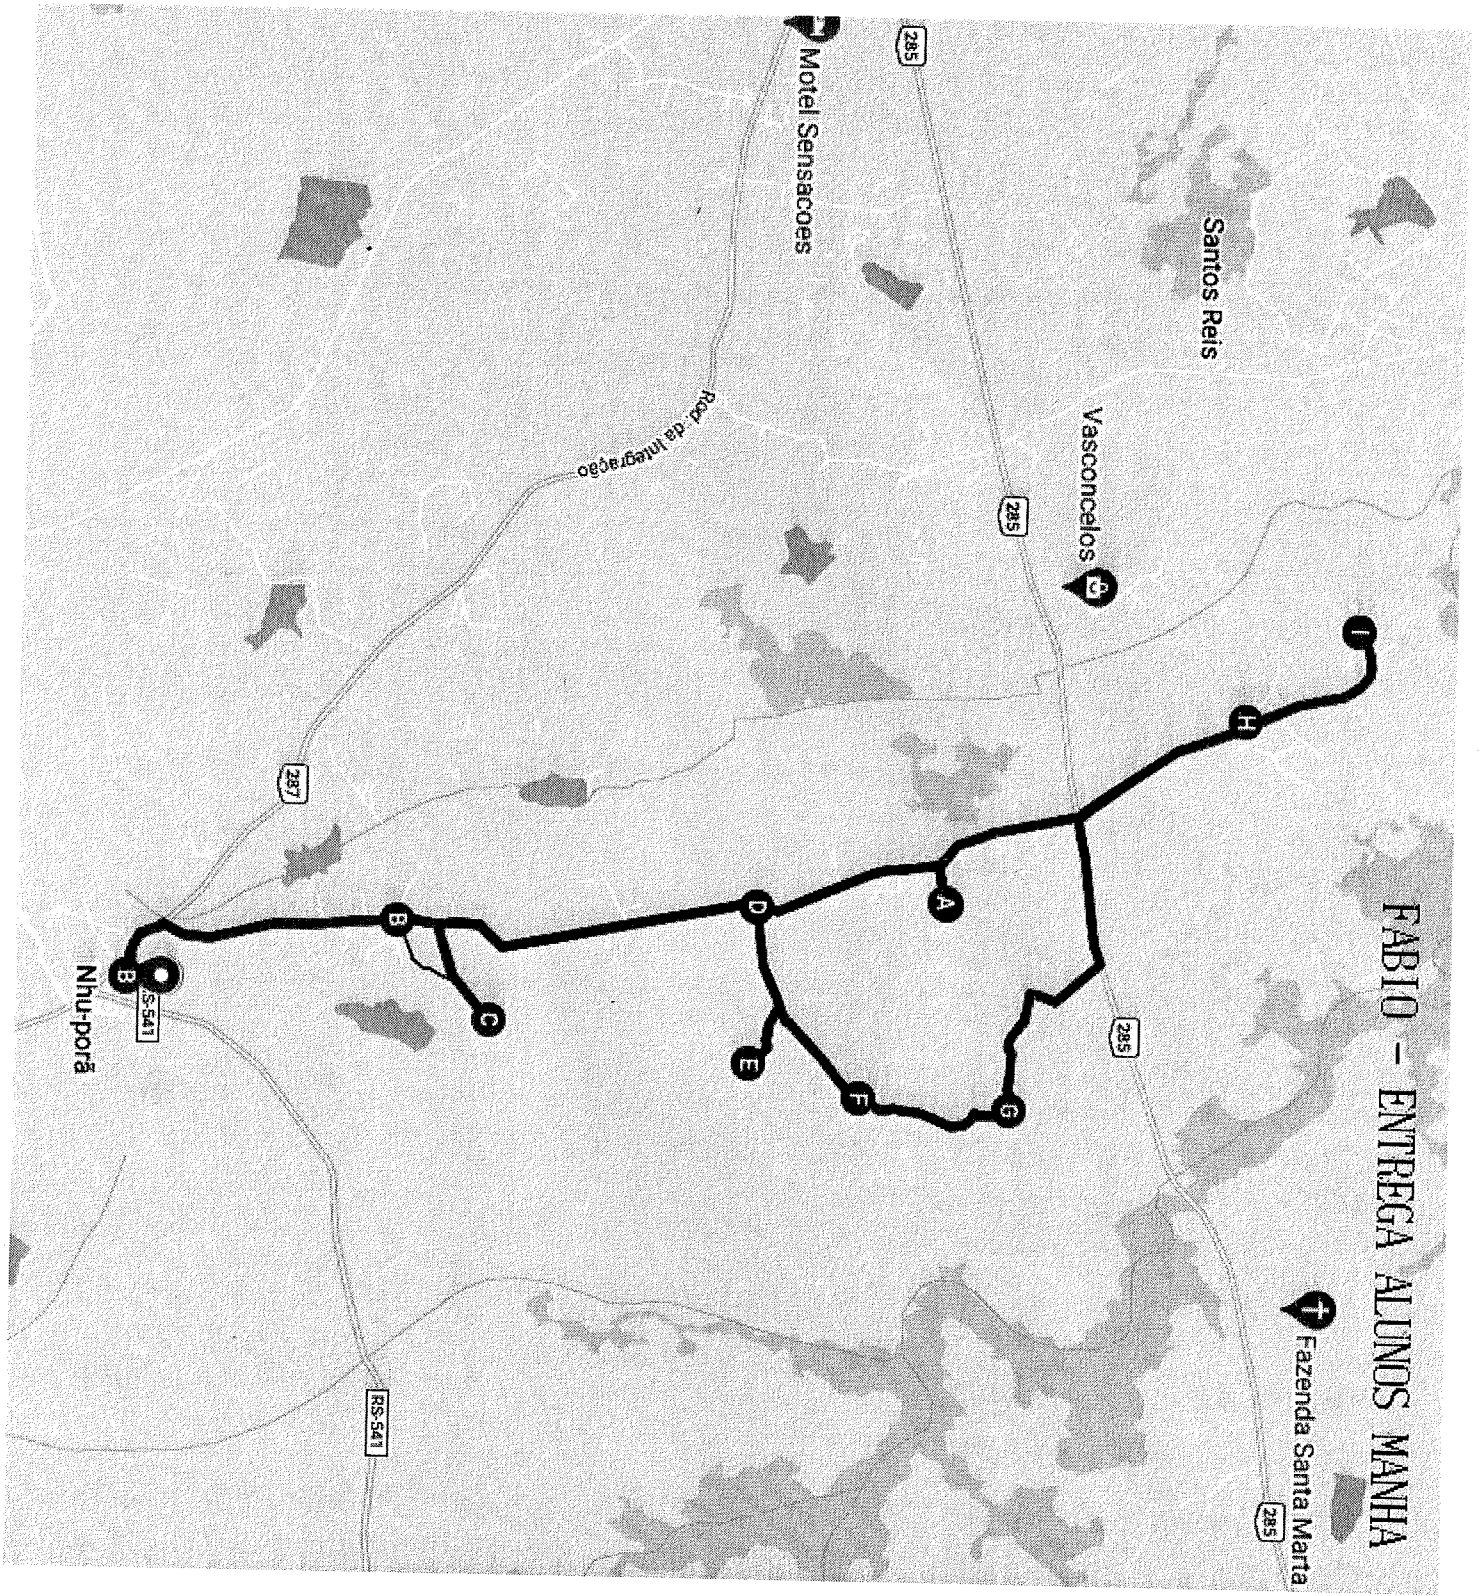 FABIO - ENTREGA ALUNOS MANHA
Fazenda Santa Marta
285
Santos Reis
Vasconcelos
I
H
285
285
285
G
A
F
Motel Sensacoes
Rod. da Integração
D
E
C
RS-541
B
287
S-541
B
Nhu-porã